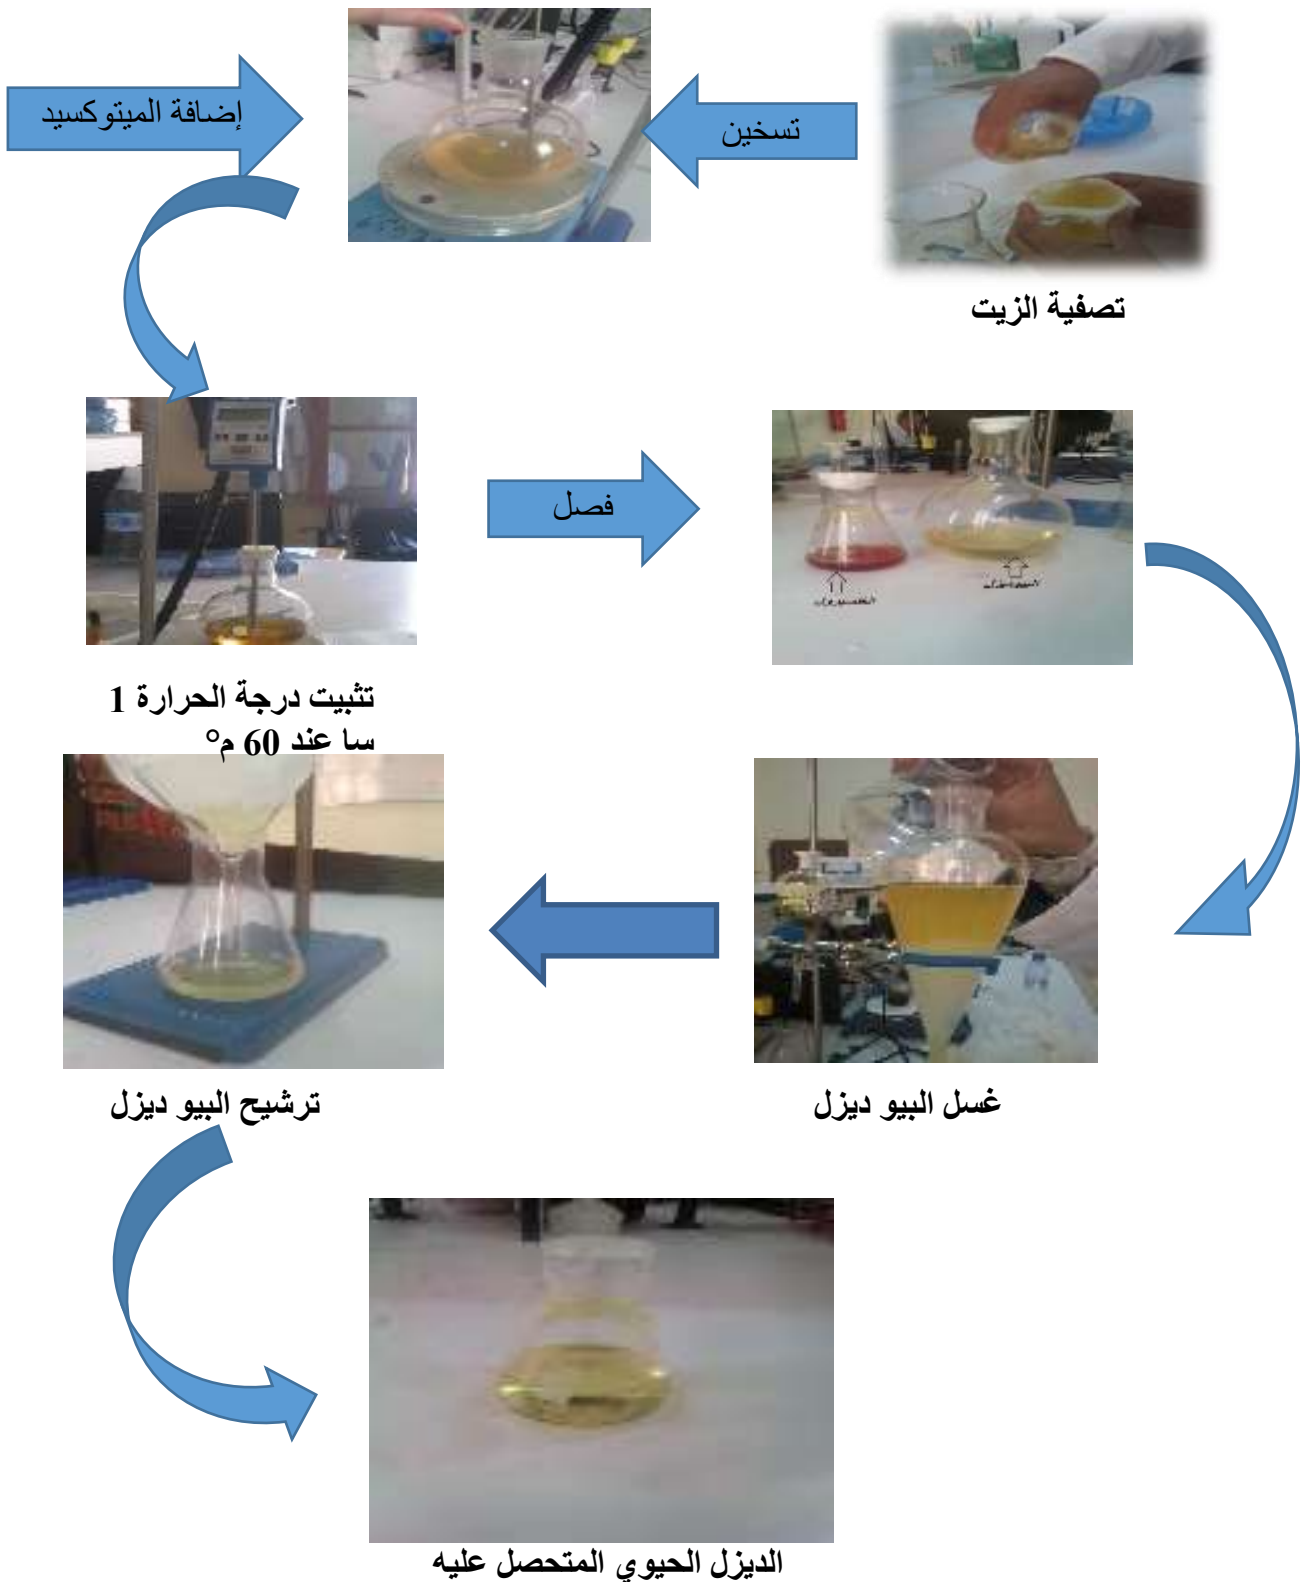 إضافة الميتوكسيد
تسخين
تصفية الزيت
فصل
تثبيت درجة الحرارة 1
سا عند 60 م°
غسل البيو ديزل
ترشيح البيو ديزل
الديزل الحيوي المتحصل عليه